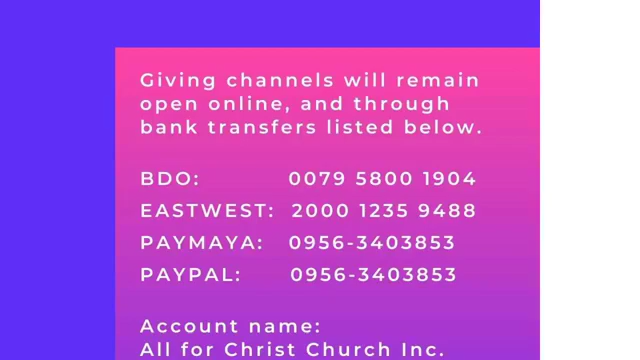 Giving channels will remain
open online, and through
bank transfers listed below.
BDO: 0079 5800 1904
EASTWEST: 2000 1235 9488
PAYMAYA: 0956-3403853
PAYPAL: 0956-3403853
Account name:
All for Christ Church Inc.